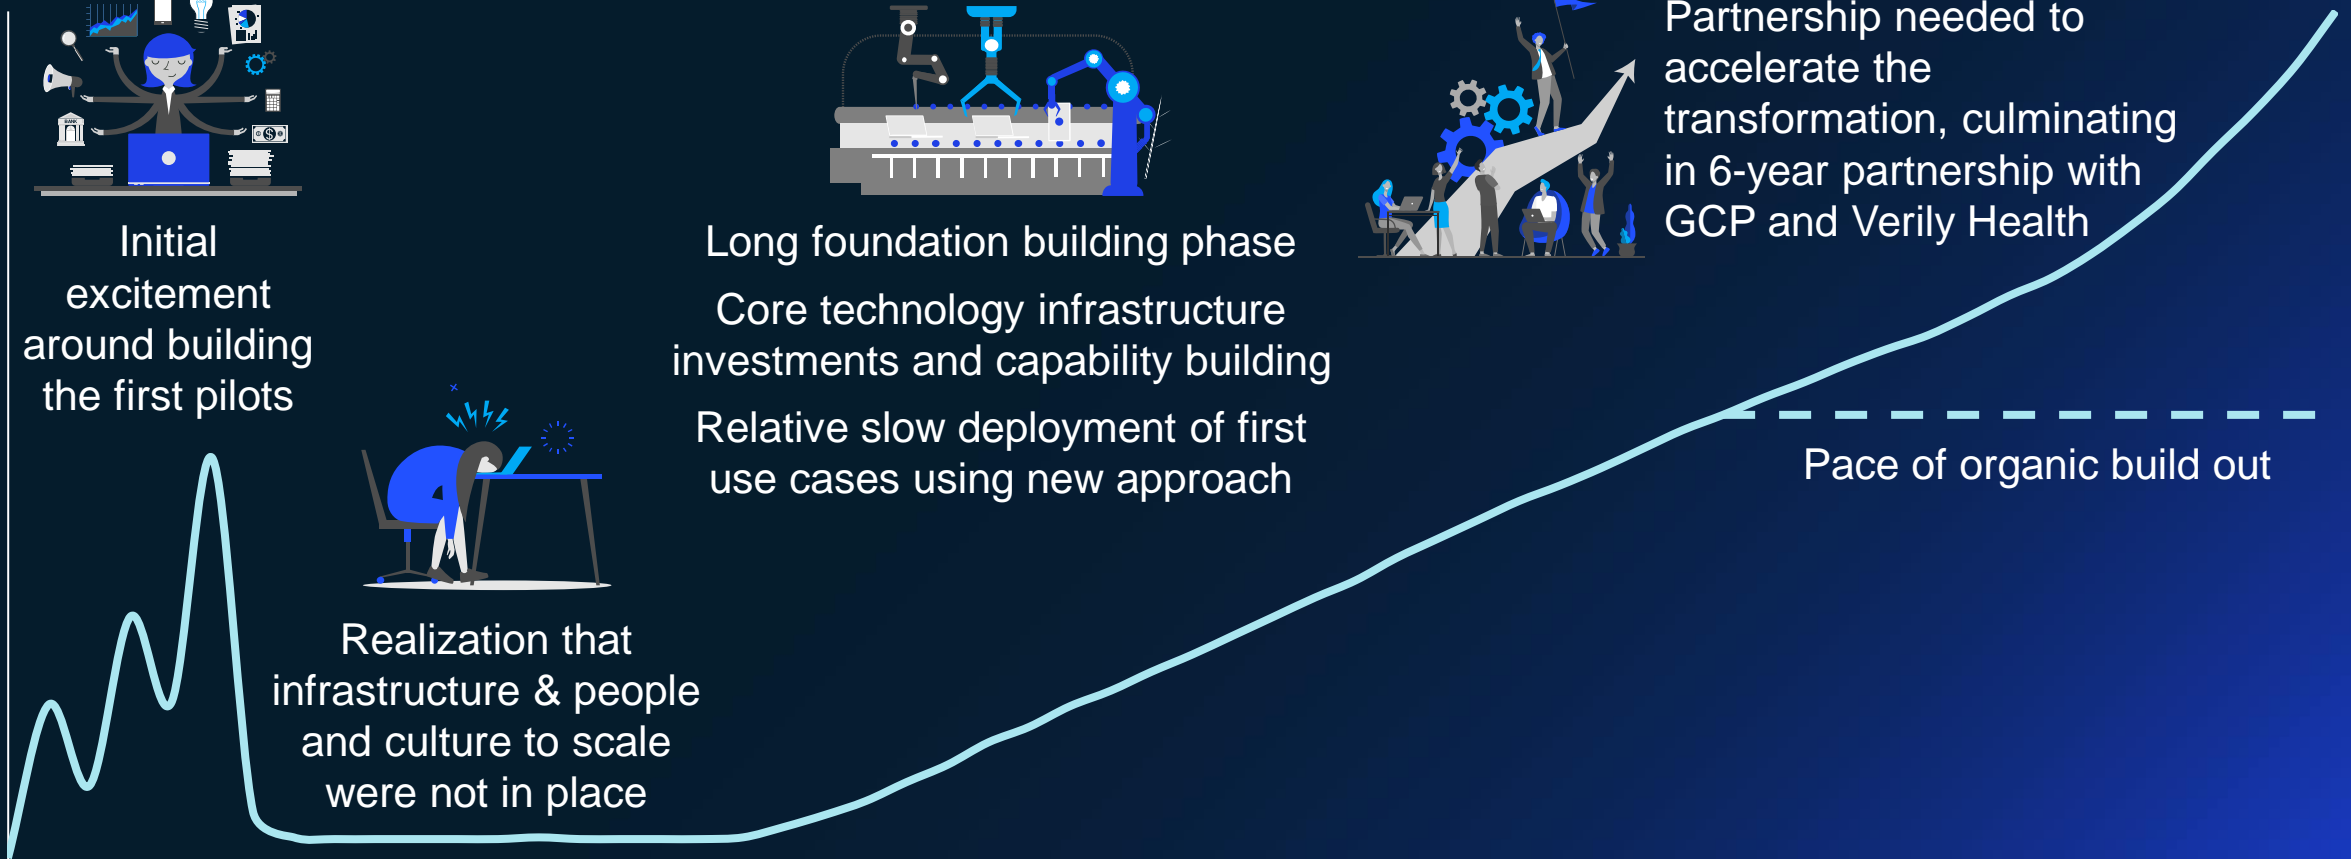 BANK
Initial
excitement
around building
the first pilots
Realization that
infrastructure & people
and culture to scale
were not in place
Long foundation building phase
Core technology infrastructure
investments and capability building
Relative slow deployment of first
use cases using new approach
Partnership needed to
accelerate the
transformation, culminating
in 6-year partnership with
GCP and Verily Health
Pace of organic build out